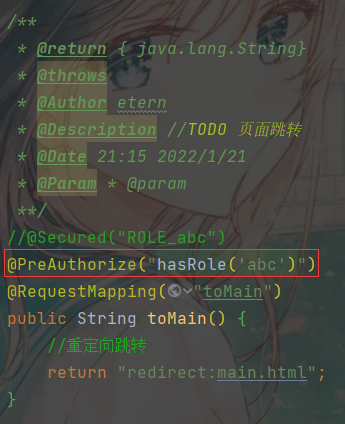 /**
* @return { java.lang.String}
* @throws
* @Author etern
* @Description //TODO 页面跳转
* @Date 21:15 2022/1/21
* @Param * @param
**/
//@Secured("ROLE_abc")
@PreAuthorize("hasRole('abc')")
@RequestMapping("toMain")
public String toMain() {
//重定向跳转
return "redirect:main.html";
}